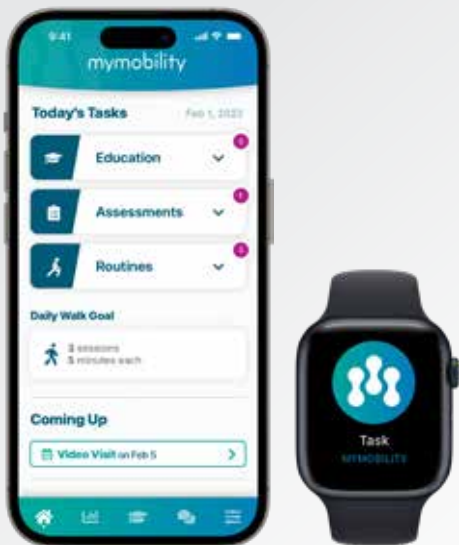 9:41
mymobility
Today's Tasks
Feb 1, 2023
Education
Assessments
Routines
Daily Walk Goal
3 sessions
5 minutes each
Coming Up
Video Visit on Feb 5
Task
MYMOBILITY